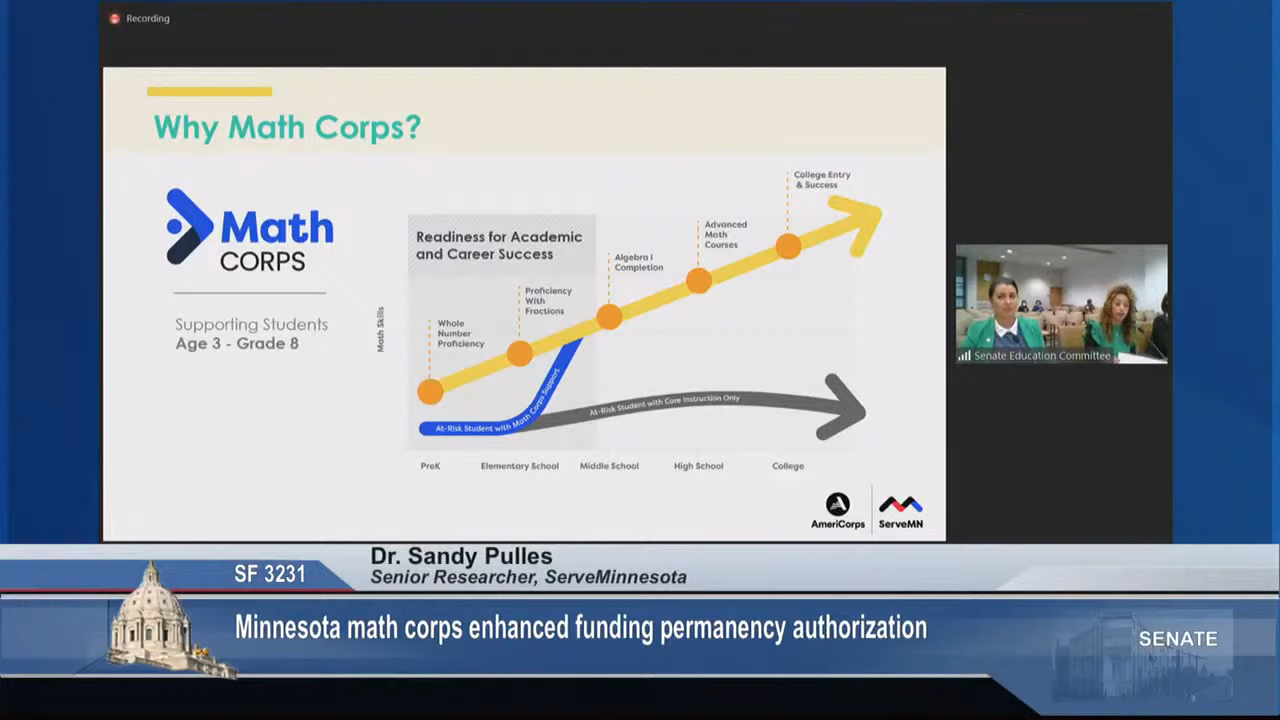 Recording
Why Math Corps?
Math
CORPS
Supporting Students
Age 3 - Grade 8
Math Skills
Readiness for Academic
and Career Success
Whole
Number
Proficiency
Proficiency
With
Fractions
Algebra I
Completion
Advanced
Math
Courses
College Entry
& Success
At-Risk Student with Math Corps Support
At-Risk Student with Core Instruction Only
PreK
Elementary School
Middle School
High School
College
AmeriCorps
ServeMN
Senate Education Committee
Dr. Sandy Pulles
Senior Researcher, ServeMinnesota
SF 3231
Minnesota math corps enhanced funding permanency authorization
SENATE